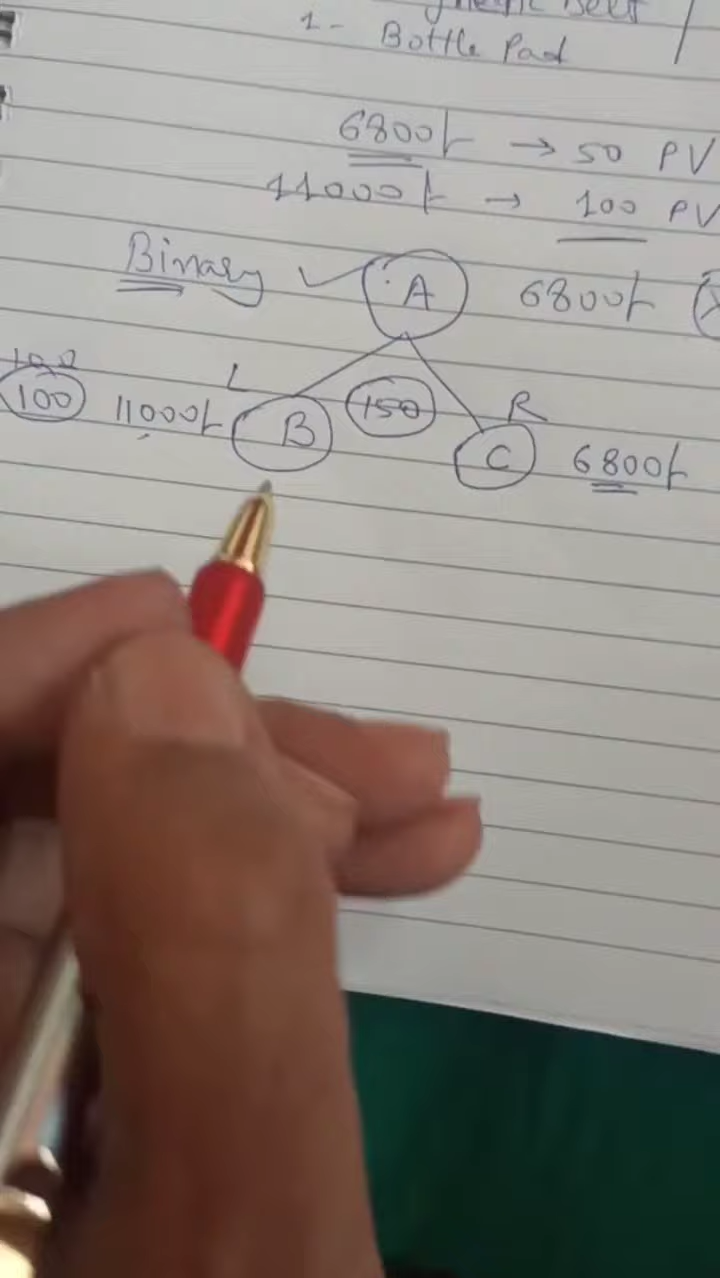 1 - Bottle Pad
6800/- → 50 PV
11000/- → 100 PV
Binary ✓ A 6800/-
L 150 R
100 11000/- B C 6800/-